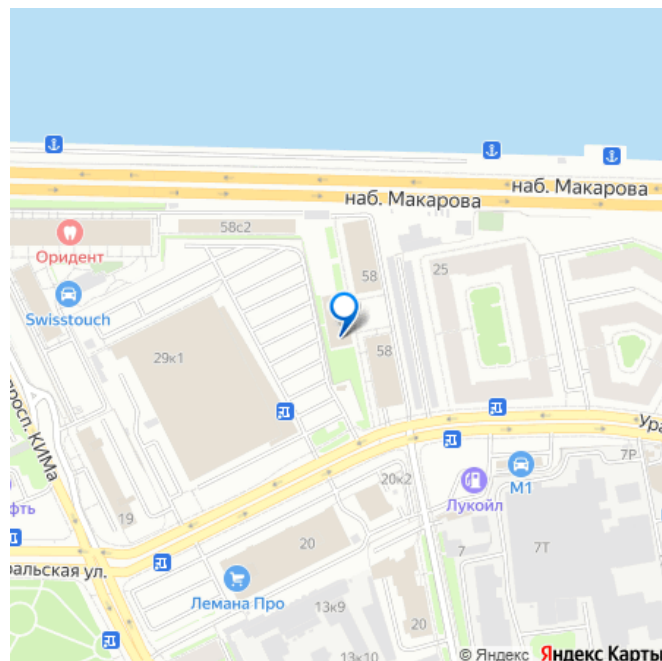 наб. Макарова
наб. Макарова
58с2
Оридент
58
25
Swisstouch
58
29к1
просп. КИМа
Ура
7Р
20к2
М1
Лукойл
фть
19
20
7
7Т
ральская ул.
Лемана Про
13к9
20
13к10
© Яндекс Яндекс Карты